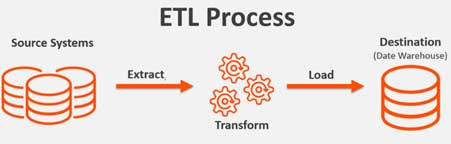 ETL Process
Source Systems
Extract
Transform
Load
Destination
(Date Warehouse)